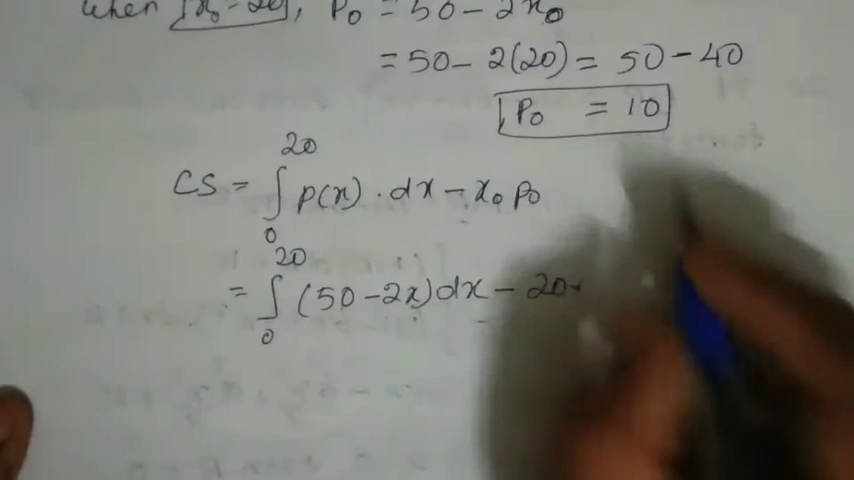 When x₀ = 20, P₀ = 50 - 2x₀
= 50 - 2(20) = 50 - 40
P₀ = 10
CS = ∫₀²⁰ p(x) · dx - x₀ p₀
= ∫₀²⁰ (50 - 2x) dx - 20